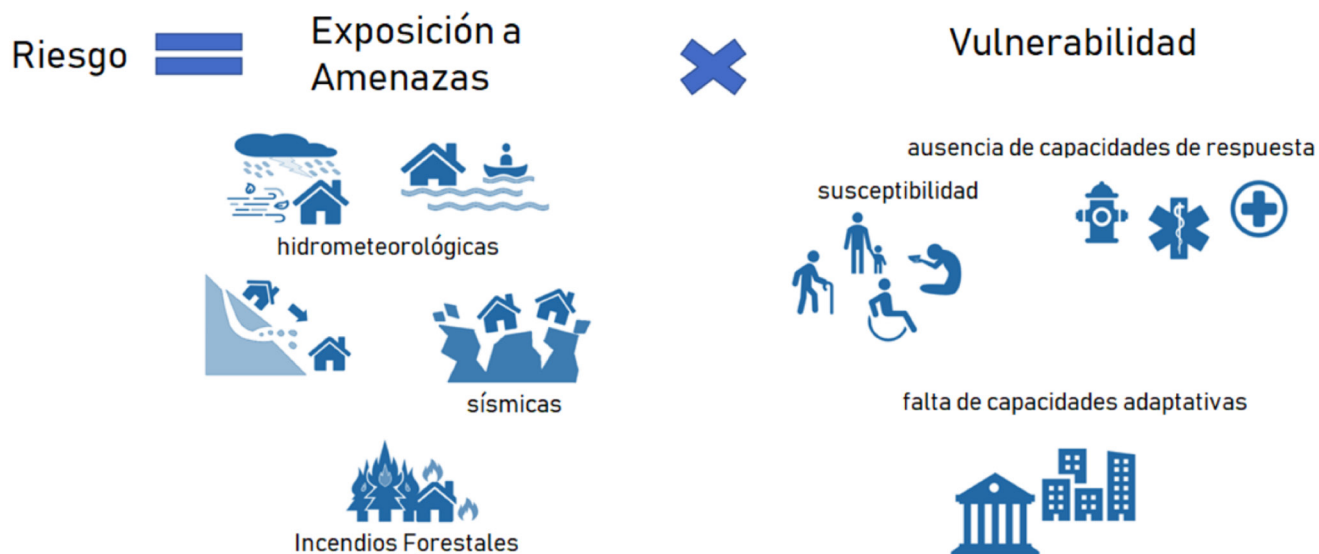 Riesgo
Exposición a
Amenazas
Vulnerabilidad
hidrometeorológicas
sísmicas
Incendios Forestales
ausencia de capacidades de respuesta
susceptibilidad
falta de capacidades adaptativas